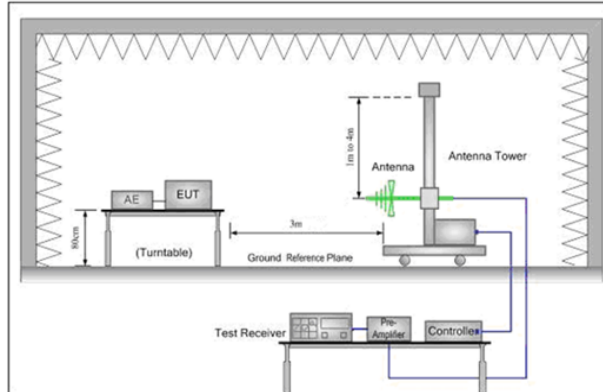 1m to 4m
Antenna
Antenna Tower
AE
EUT
80cm
(Turntable)
3m
Ground Reference Plane
Test Receiver
Pre-
Amplifier
Controller